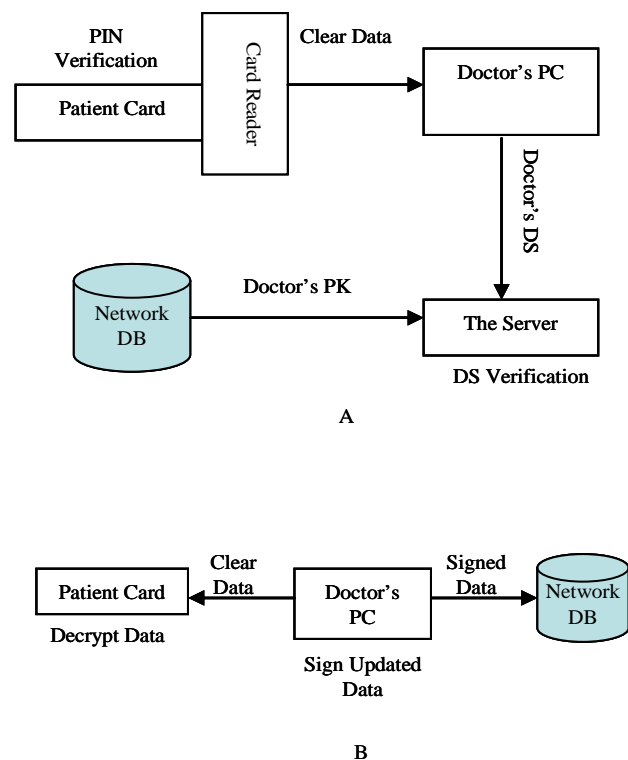 PIN
Verification
Patient Card
Card Reader
Clear Data
Doctor's PC
Doctor's DS
Network
DB
Doctor's PK
The Server
DS Verification
A
Patient Card
Decrypt Data
Clear
Data
Doctor's
PC
Sign Updated
Data
Signed
Data
Network
DB
B